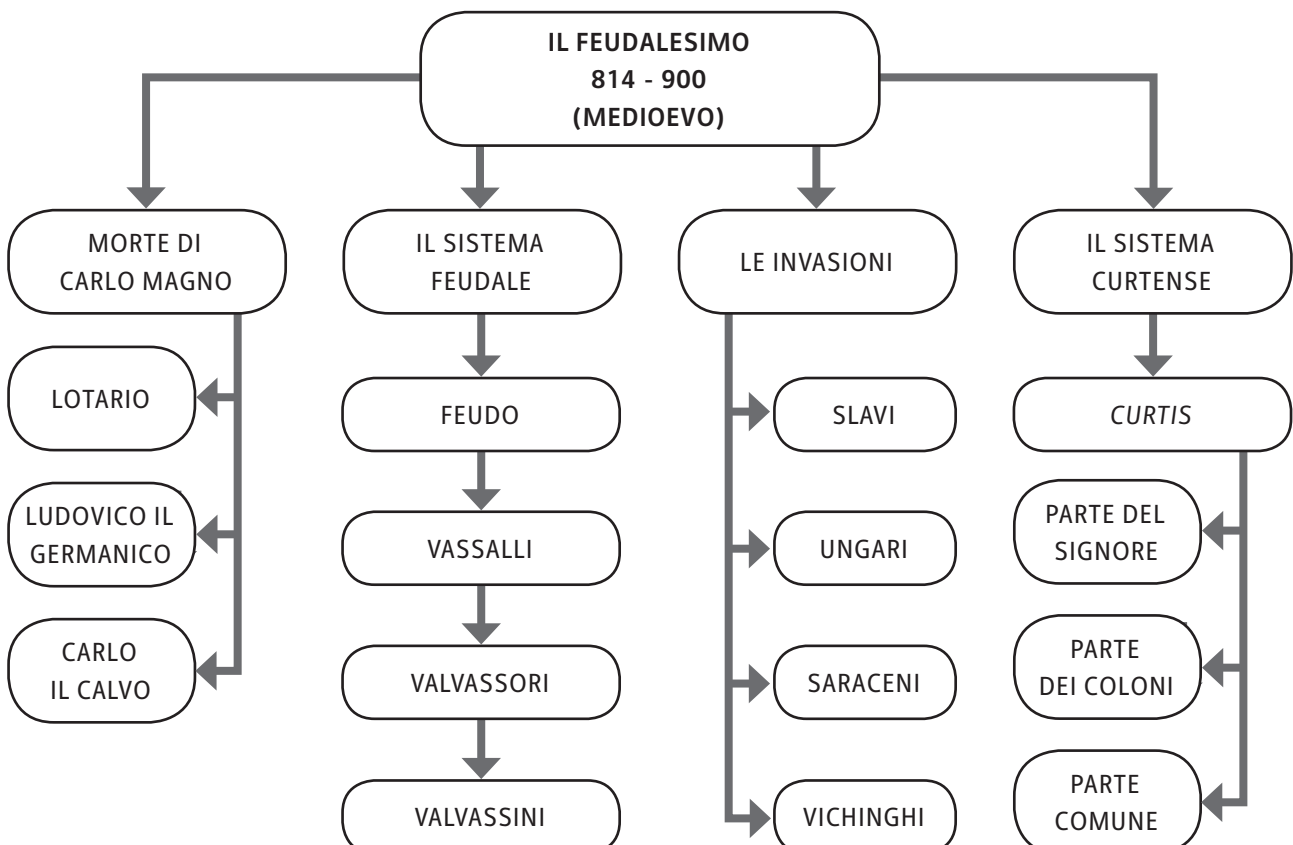 IL FEUDALESIMO
814 - 900
(MEDIOEVO)
MORTE DI
CARLO MAGNO
LOTARIO
LUDOVICO IL
GERMANICO
CARLO
IL CALVO
IL SISTEMA
FEUDALE
FEUDO
VASSALLI
VALVASSORI
VALVASSINI
LE INVASIONI
SLAVI
UNGARI
SARACENI
VICHINGHI
IL SISTEMA
CURTENSE
CURTIS
PARTE DEL
SIGNORE
PARTE
DEI COLONI
PARTE
COMUNE